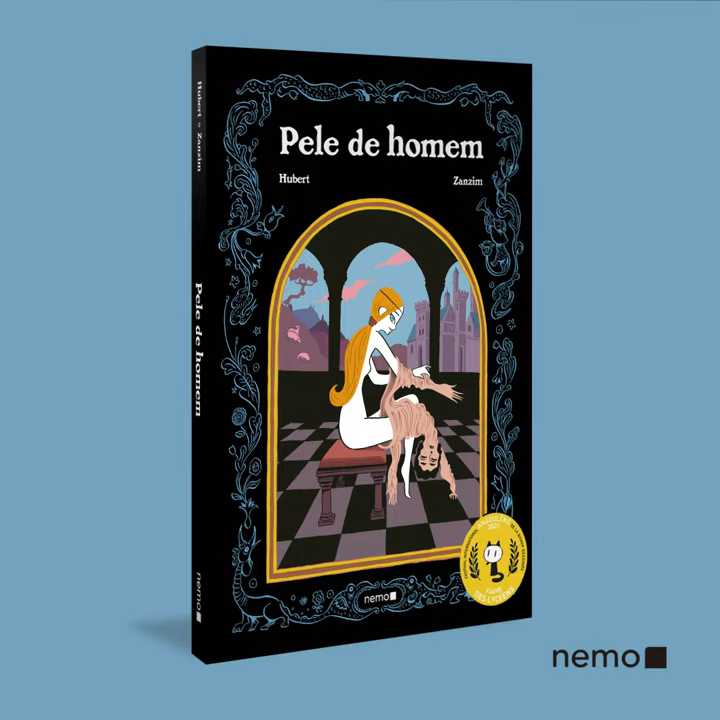 Hubert e Zanzim
Pele de homem
nemo
Pele de homem
Hubert Zanzim
ANGOULÊME
2021
FAUVE
DES LYCÉENS
nemo
nemo